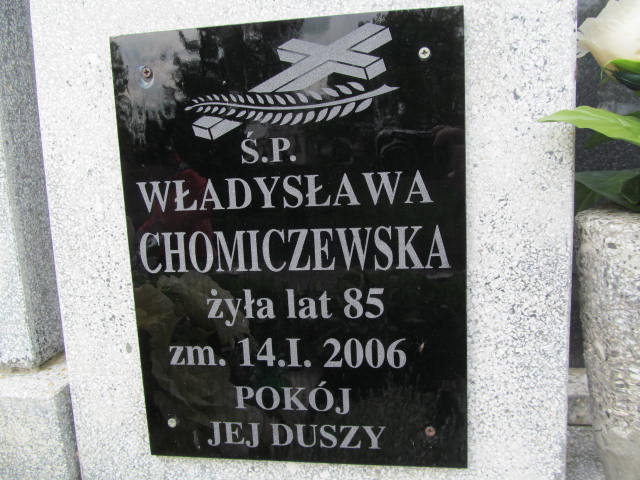 Ś.P.
WŁADYSŁAWA
CHOMICZEWSKA
żyła lat 85
zm. 14.I. 2006
POKÓJ
JEJ DUSZY